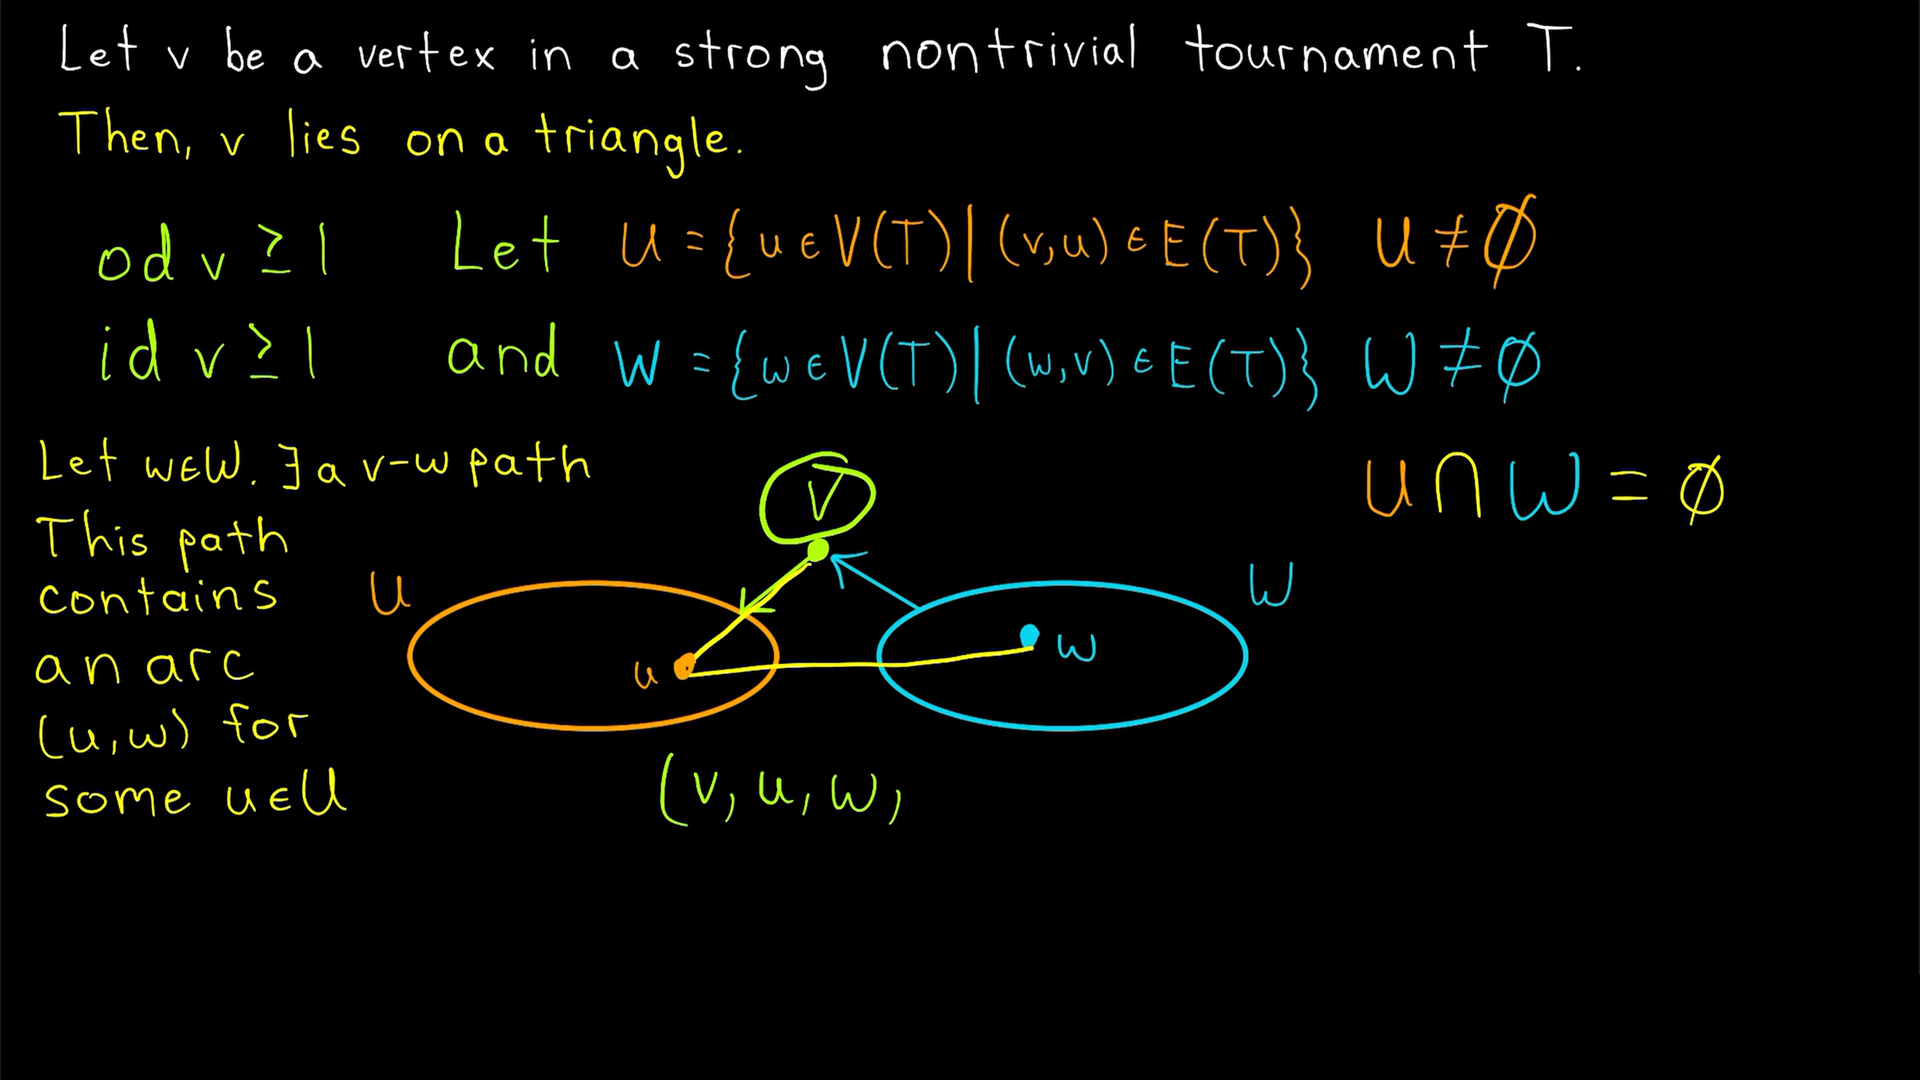 Let v be a vertex in a strong nontrivial tournament T.
Then, v lies on a triangle.
od v ≥ 1 Let U = {u ∈ V(T) | (v,u) ∈ E(T)} U ≠ ∅
id v ≥ 1 and W = {w ∈ V(T) | (w,v) ∈ E(T)} W ≠ ∅
Let w∈W. ∃ a v-w path
This path
contains
an arc
(u,w) for
some u∈U
U ∩ W = ∅
v
U
W
u
w
(v, u, w,